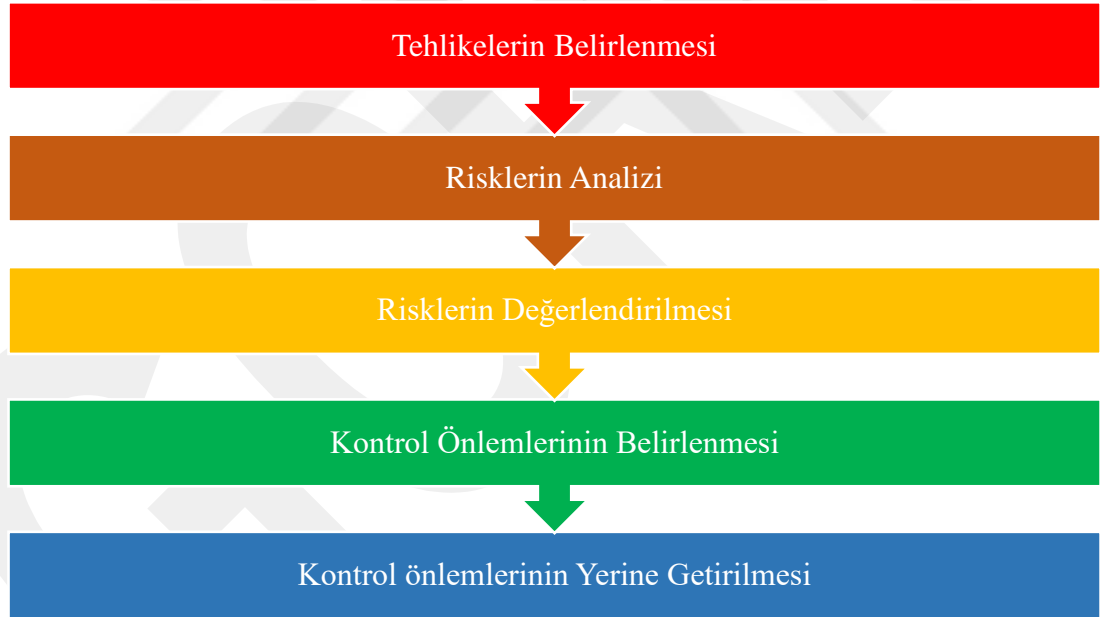 Tehlikelerin Belirlenmesi
Risklerin Analizi
Risklerin Değerlendirilmesi
Kontrol Önlemlerinin Belirlenmesi
Kontrol önlemlerinin Yerine Getirilmesi